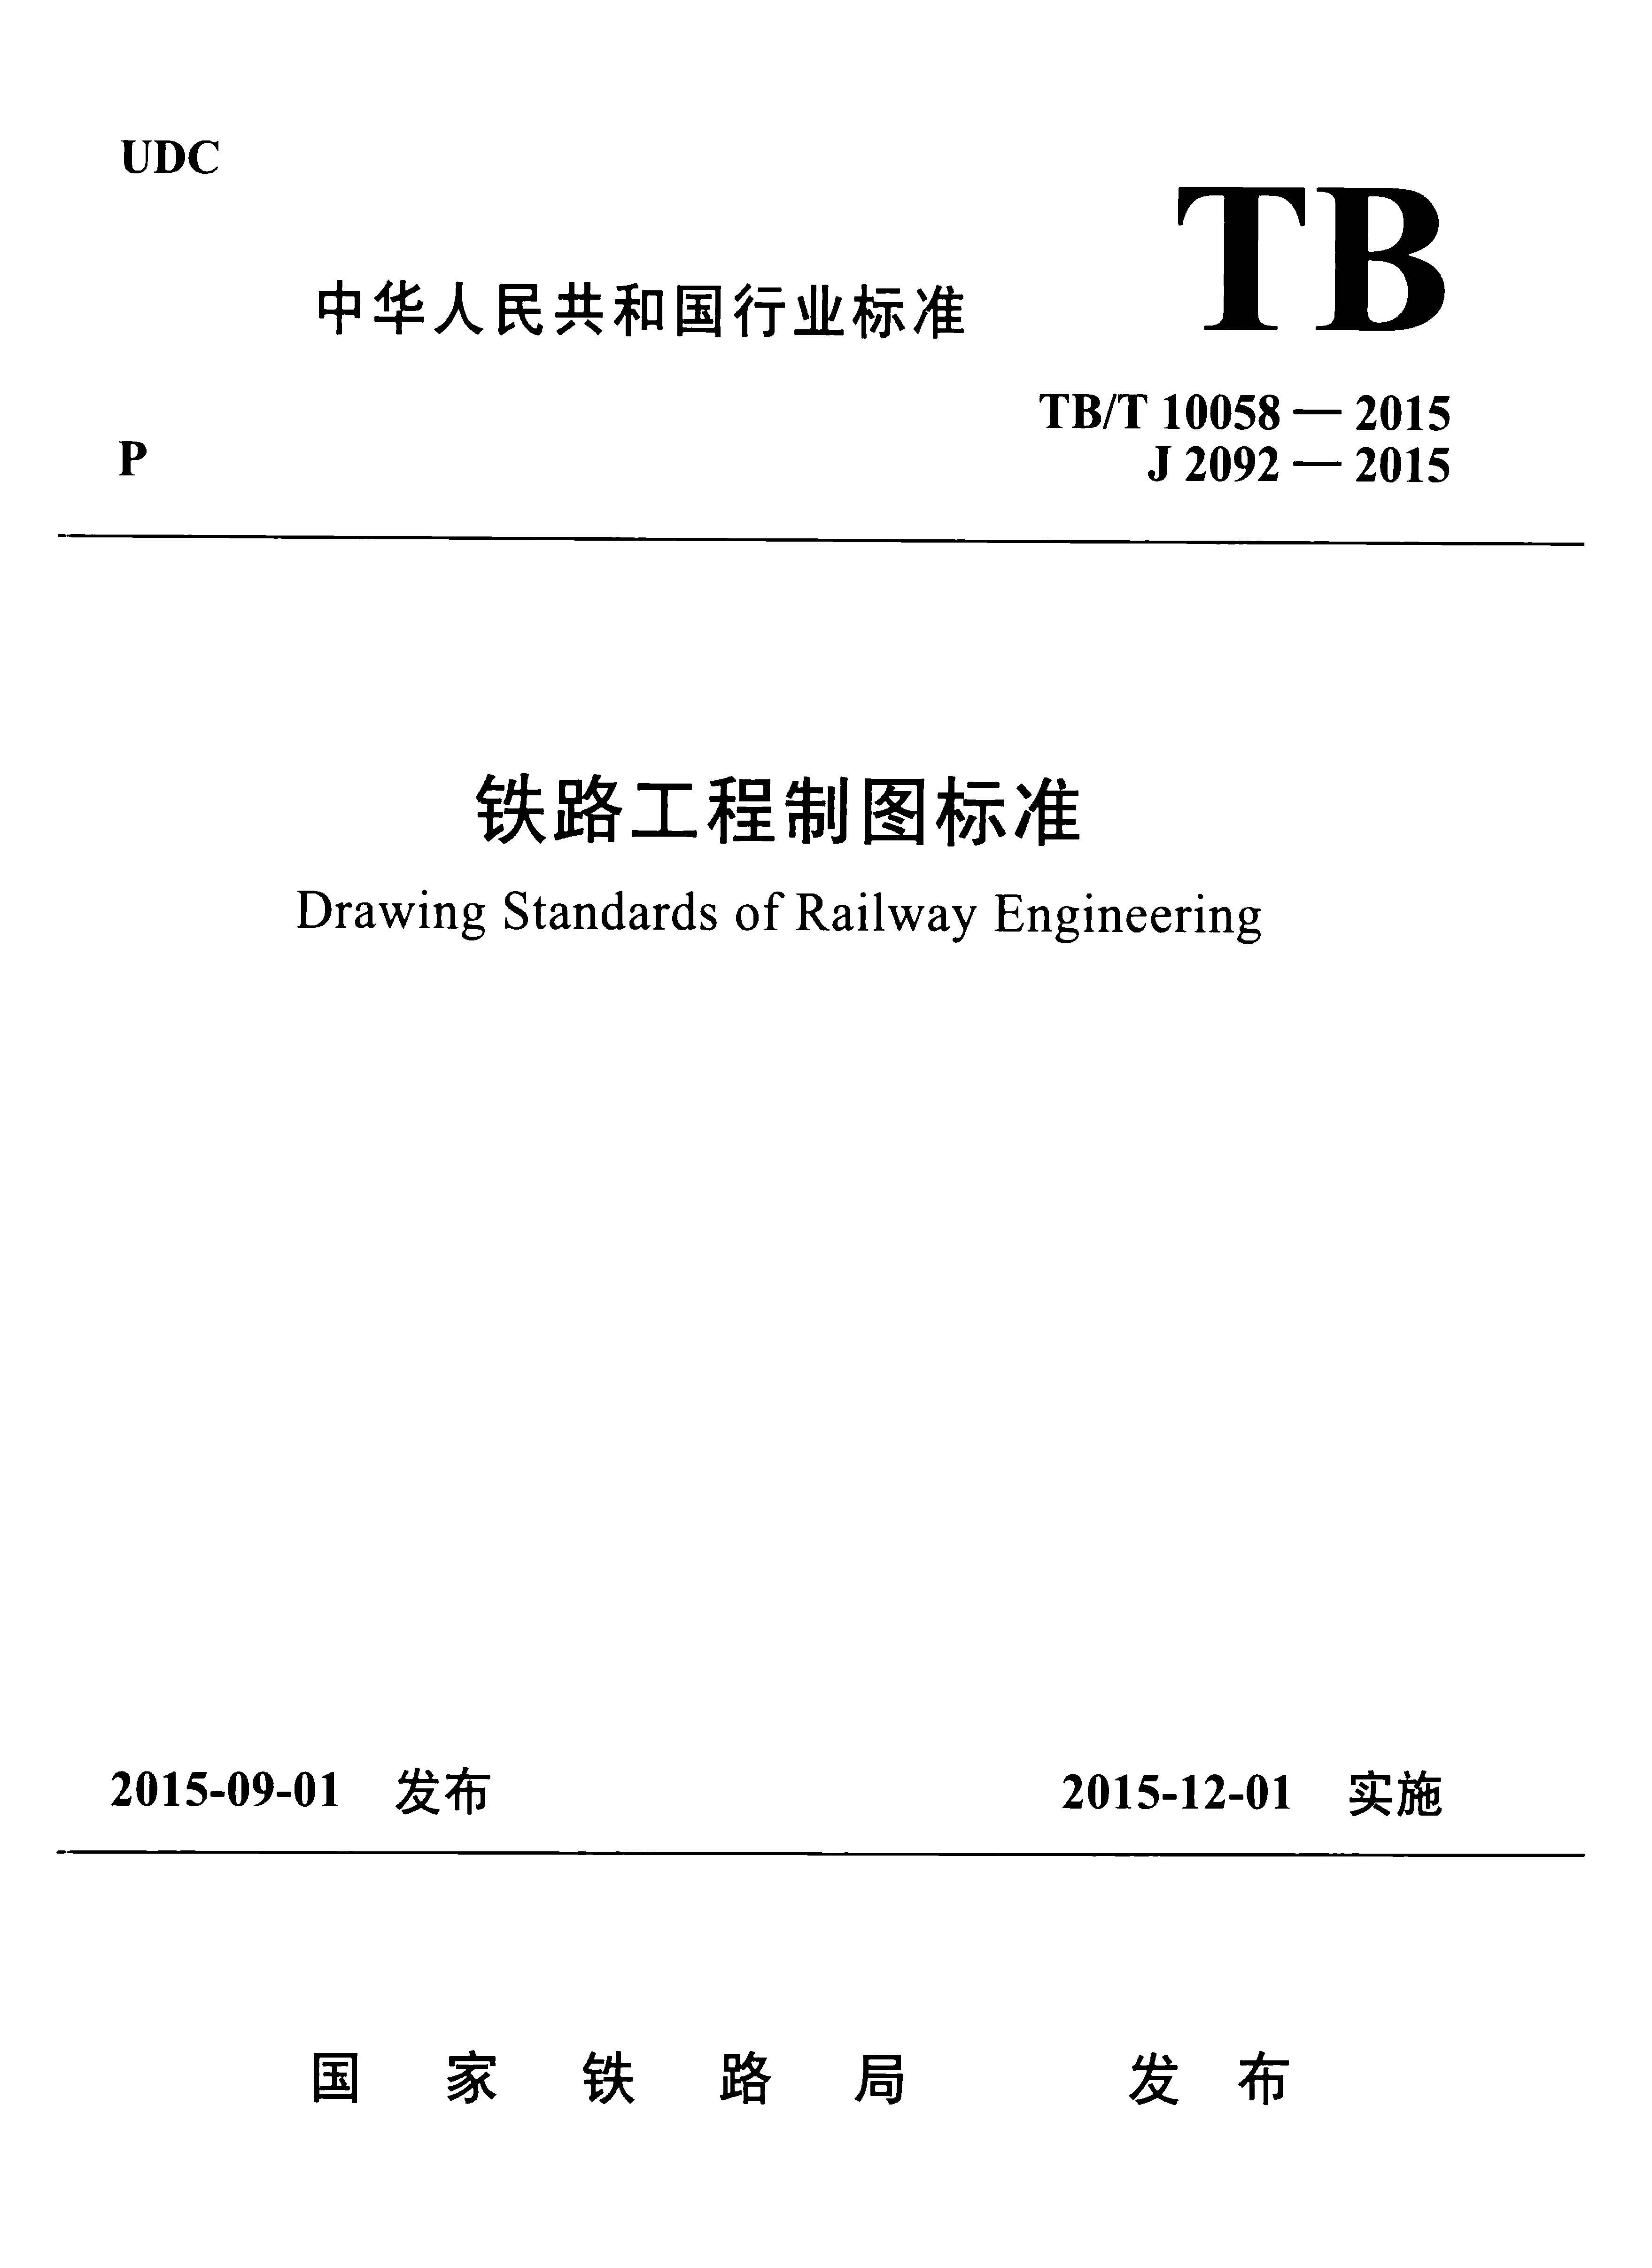 UDC
TB
中华人民共和国行业标准
TB/T 10058 — 2015
P
J 2092 — 2015
铁路工程制图标准
Drawing Standards of Railway Engineering
2015-09-01 发布
2015-12-01 实施
国家铁路局 发布